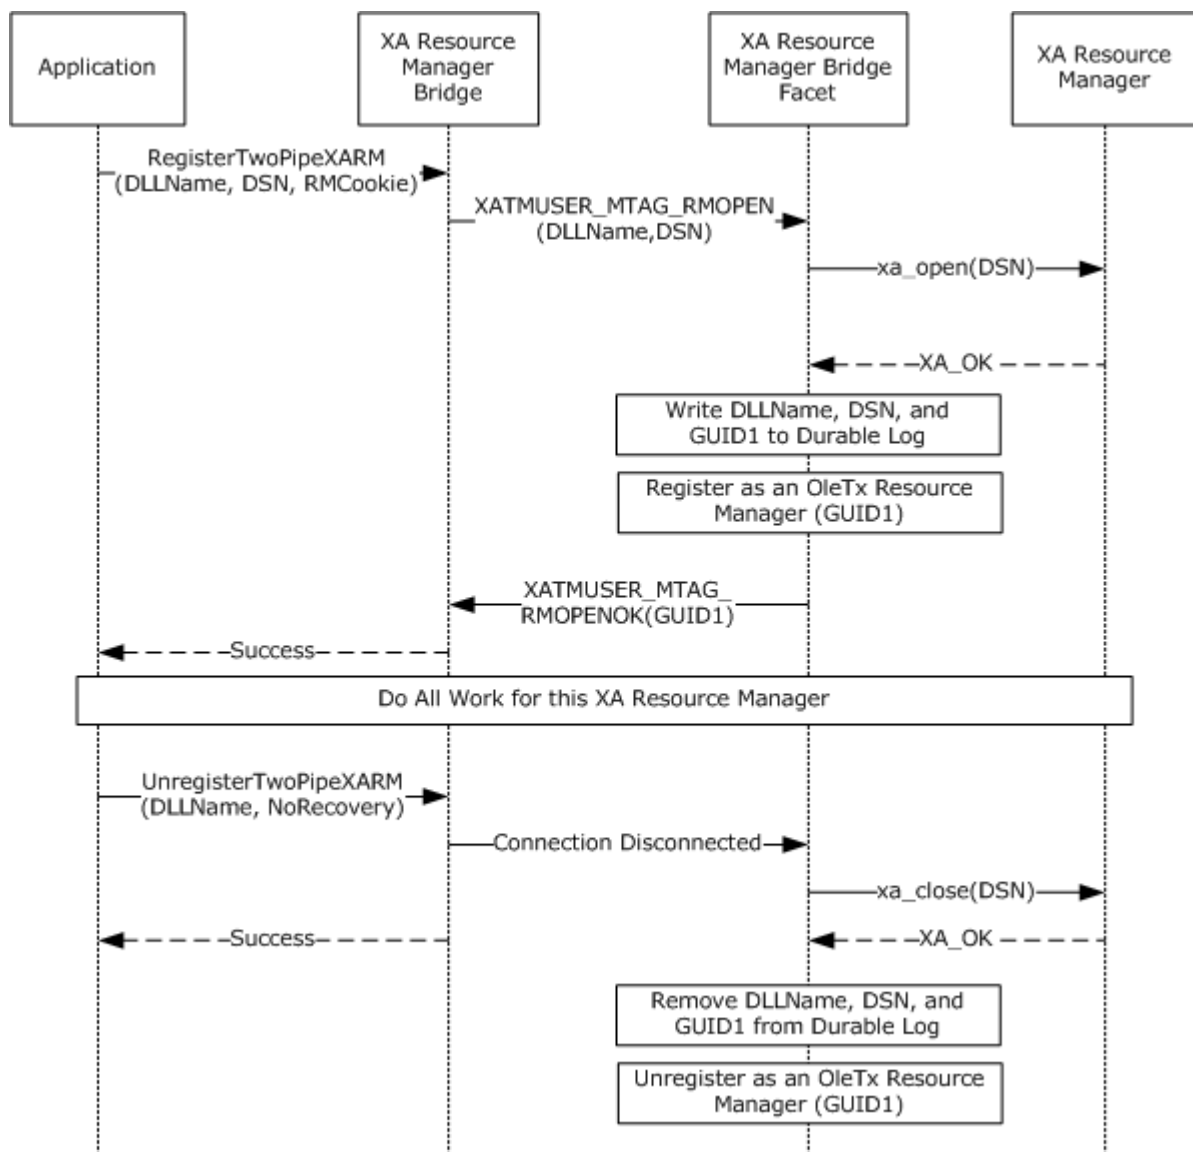 Application
XA Resource
Manager
Bridge
XA Resource
Manager Bridge
Facet
XA Resource
Manager
RegisterTwoPipeXARM
(DLLName, DSN, RMCookie)
XATMUSER_MTAG_RMOPEN
(DLLName,DSN)
xa_open(DSN)
XA_OK
Write DLLName, DSN, and
GUID1 to Durable Log
Register as an OleTx Resource
Manager (GUID1)
XATMUSER_MTAG_
RMOPENOK(GUID1)
Success
Do All Work for this XA Resource Manager
UnregisterTwoPipeXARM
(DLLName, NoRecovery)
Connection Disconnected
xa_close(DSN)
Success
XA_OK
Remove DLLName, DSN, and
GUID1 from Durable Log
Unregister as an OleTx Resource
Manager (GUID1)